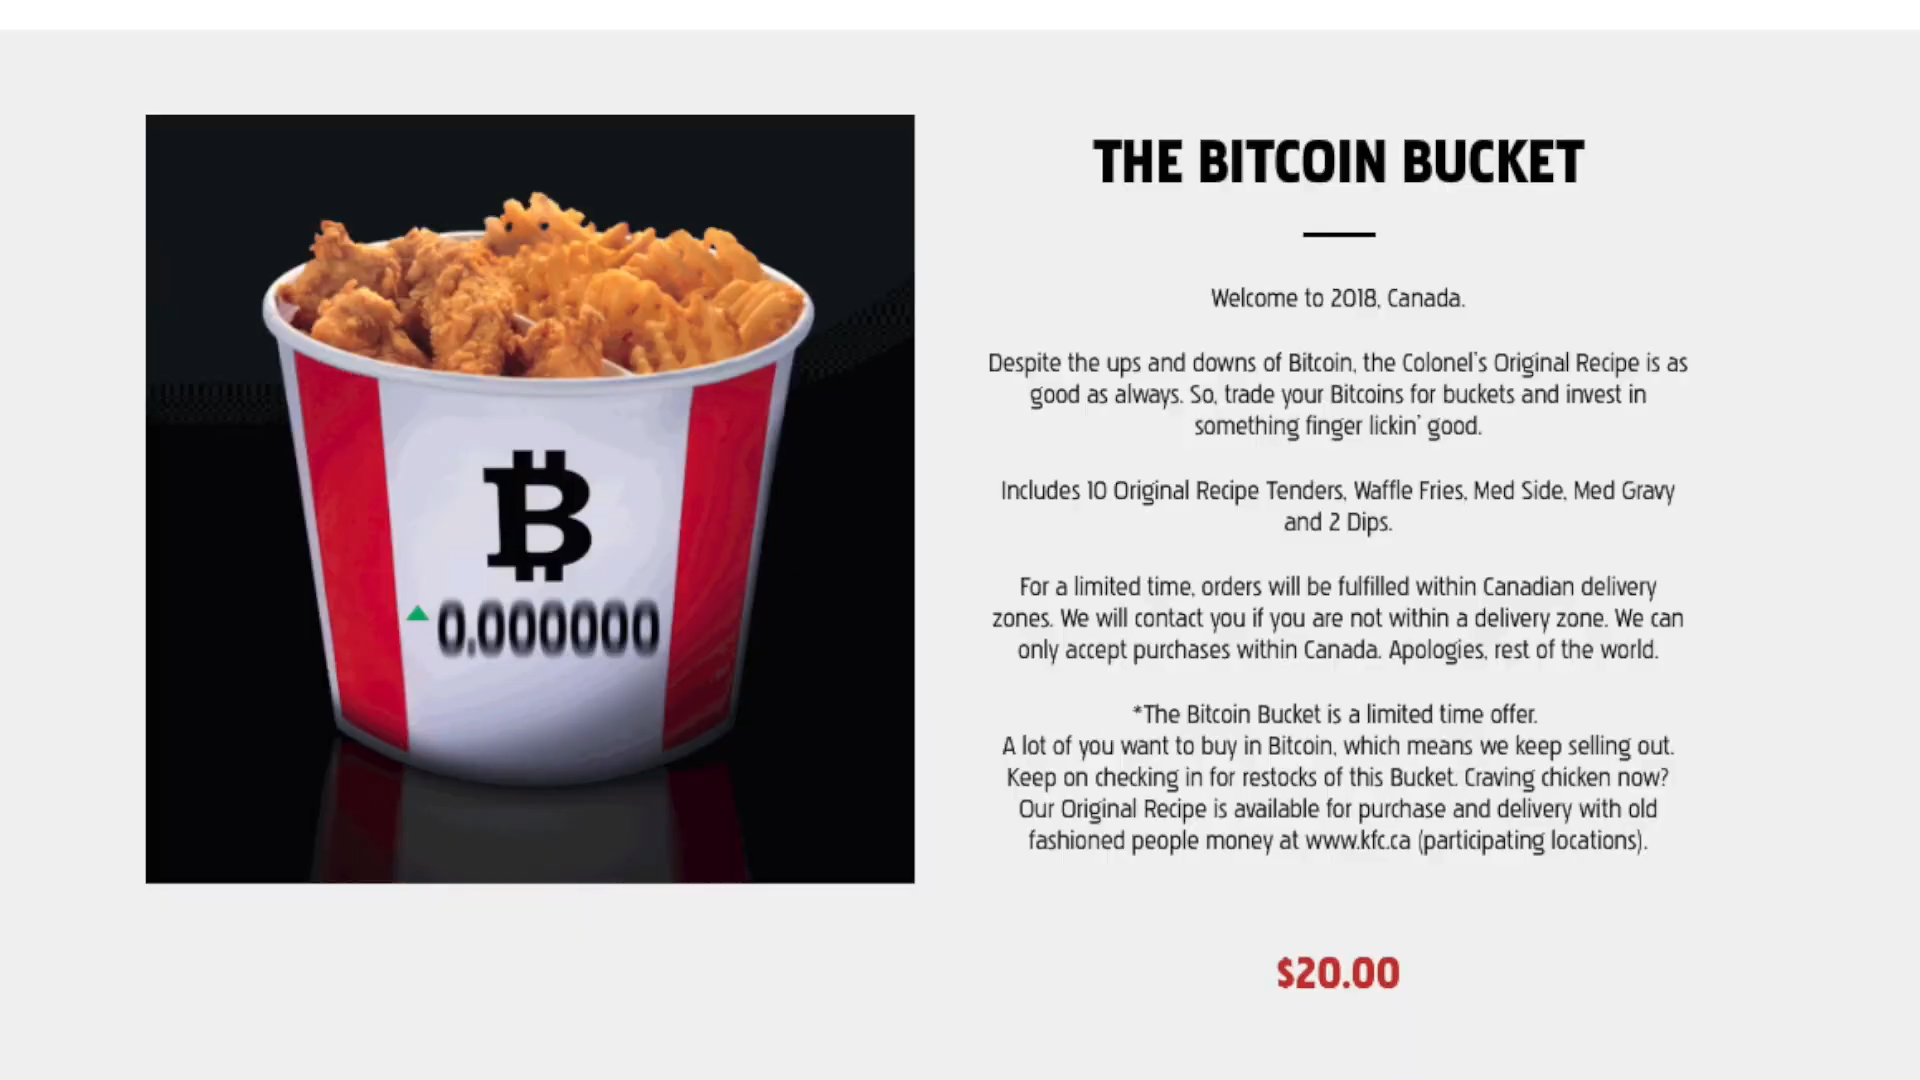 THE BITCOIN BUCKET
Welcome to 2018, Canada.
Despite the ups and downs of Bitcoin, the Colonel's Original Recipe is as
good as always. So, trade your Bitcoins for buckets and invest in
something finger lickin' good.
Includes 10 Original Recipe Tenders, Waffle Fries, Med Side, Med Gravy
and 2 Dips.
For a limited time, orders will be fulfilled within Canadian delivery
zones. We will contact you if you are not within a delivery zone. We can
only accept purchases within Canada. Apologies, rest of the world.
*The Bitcoin Bucket is a limited time offer.
A lot of you want to buy in Bitcoin, which means we keep selling out.
Keep on checking in for restocks of this Bucket. Craving chicken now?
Our Original Recipe is available for purchase and delivery with old
fashioned people money at www.kfc.ca (participating locations).
$20.00
₿
0.000000